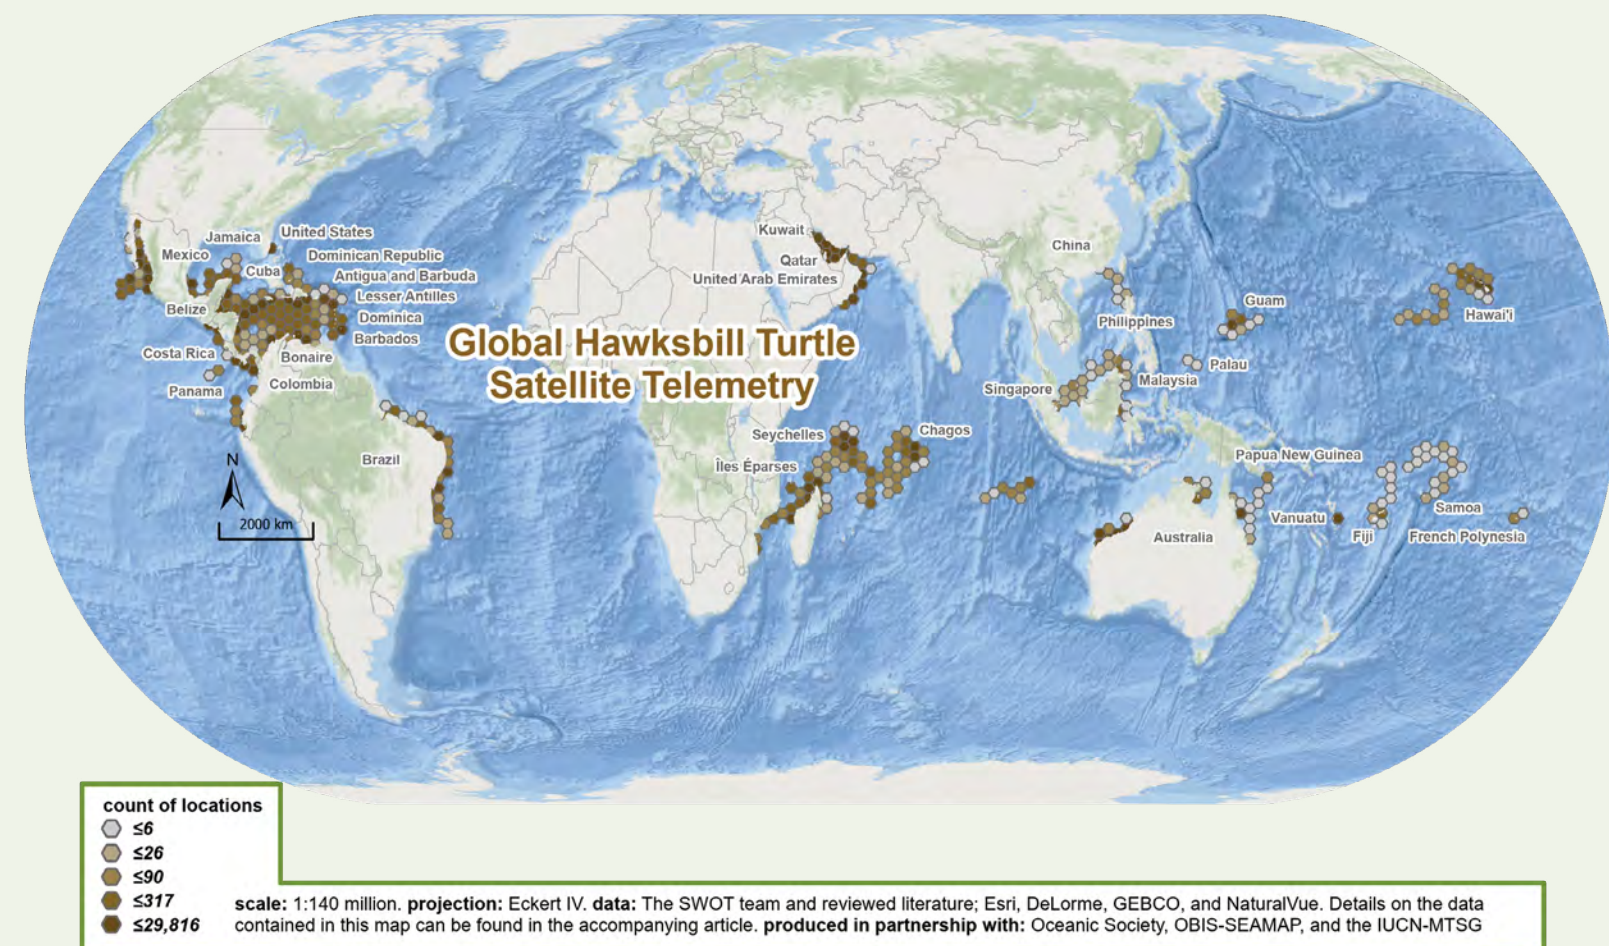 Kuwait
China
Jamaica
United States
Mexico
Dominican Republic
Qatar
Cuba
Antigua and Barbuda
United Arab Emirates
Lesser Antilles
Belize
Dominica
Guam
Hawai'i
Philippines
Barbados
Costa Rica
Bonaire
Global Hawksbill Turtle
Satellite Telemetry
Palau
Panama
Colombia
Singapore
Malaysia
Seychelles
Chagos
Brazil
Îles Éparses
Papua New Guinea
N
2000 km
Samoa
Vanuatu
Australia
Fiji
French Polynesia
count of locations
≤6
≤26
≤90
≤317
≤29,816
scale: 1:140 million. projection: Eckert IV. data: The SWOT team and reviewed literature; Esri, DeLorme, GEBCO, and NaturalVue. Details on the data
contained in this map can be found in the accompanying article. produced in partnership with: Oceanic Society, OBIS-SEAMAP, and the IUCN-MTSG